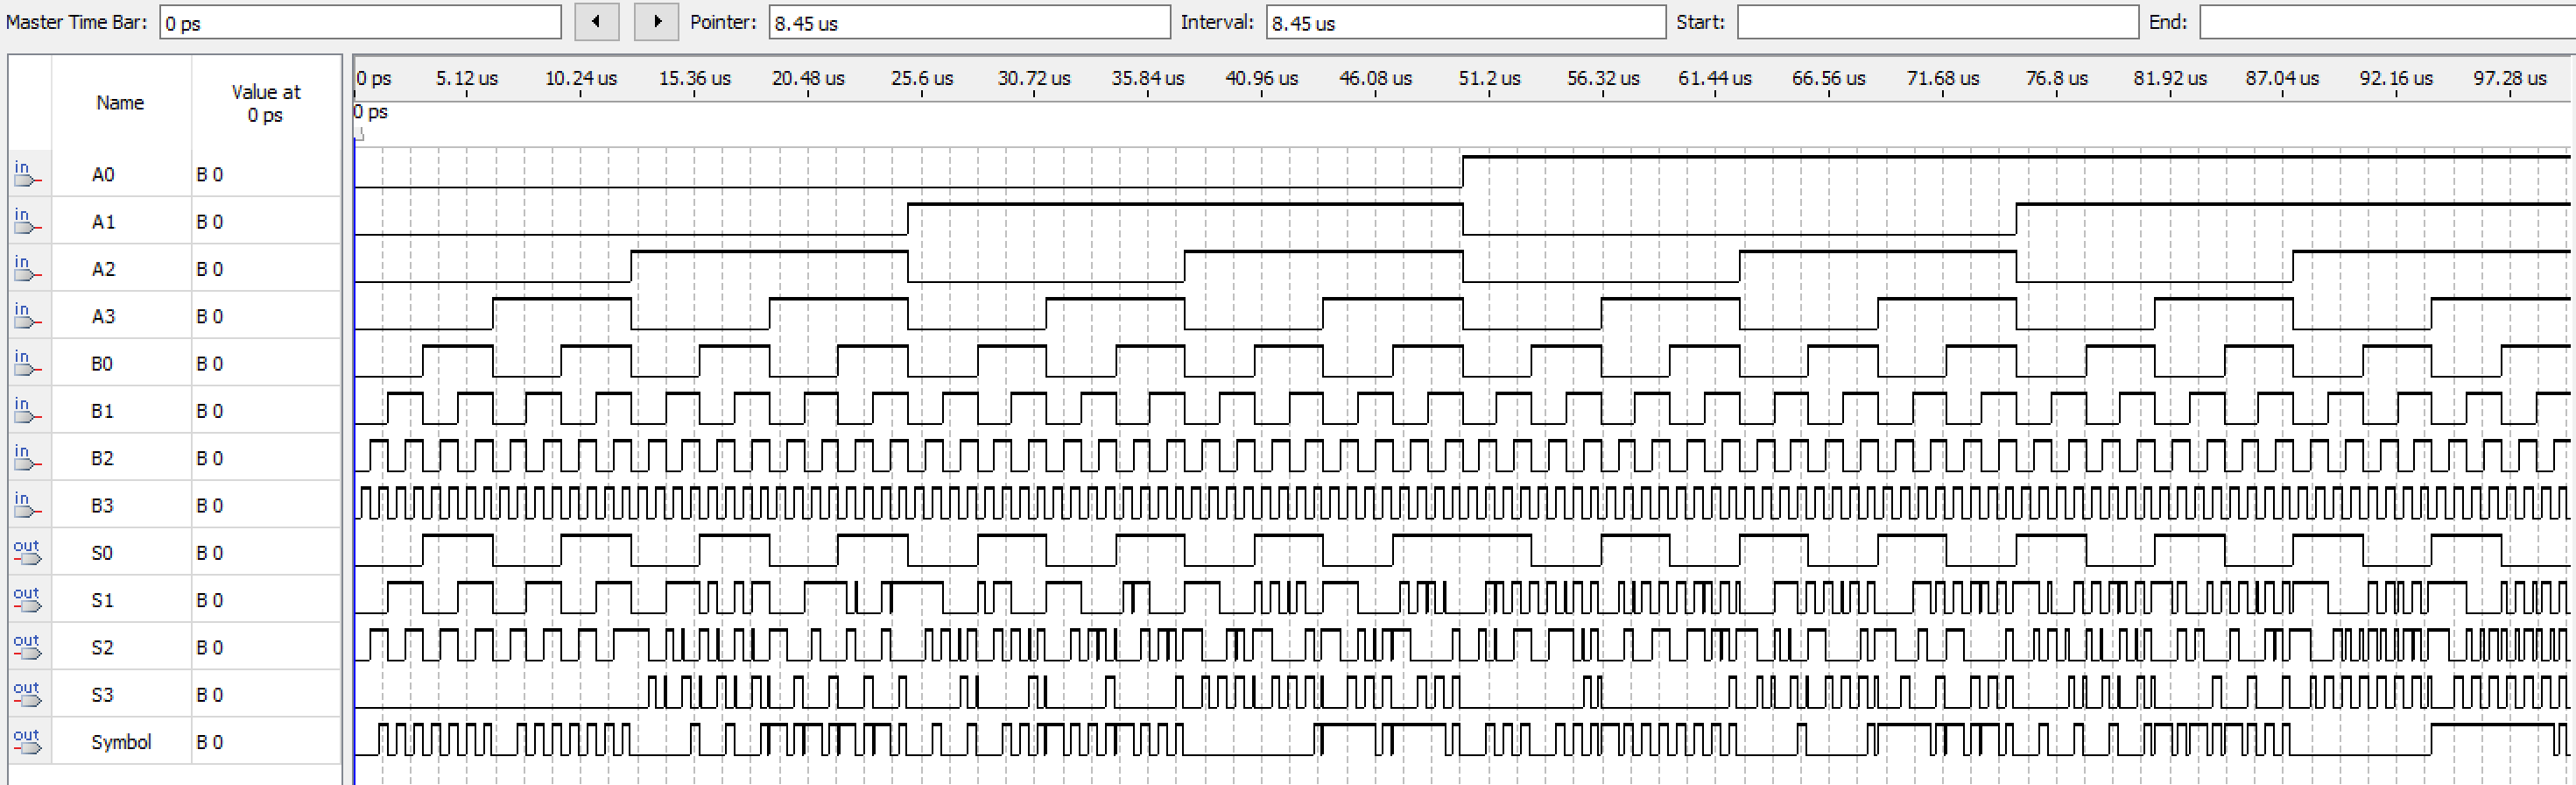 Master Time Bar: 0 ps Pointer: 8.45 us Interval: 8.45 us Start: End:
Name Value at 0 ps
0 ps 5.12 us 10.24 us 15.36 us 20.48 us 25.6 us 30.72 us 35.84 us 40.96 us 46.08 us 51.2 us 56.32 us 61.44 us 66.56 us 71.68 us 76.8 us 81.92 us 87.04 us 92.16 us 97.28 us
0 ps
in A0 B 0
in A1 B 0
in A2 B 0
in A3 B 0
in B0 B 0
in B1 B 0
in B2 B 0
in B3 B 0
out S0 B 0
out S1 B 0
out S2 B 0
out S3 B 0
out Symbol B 0